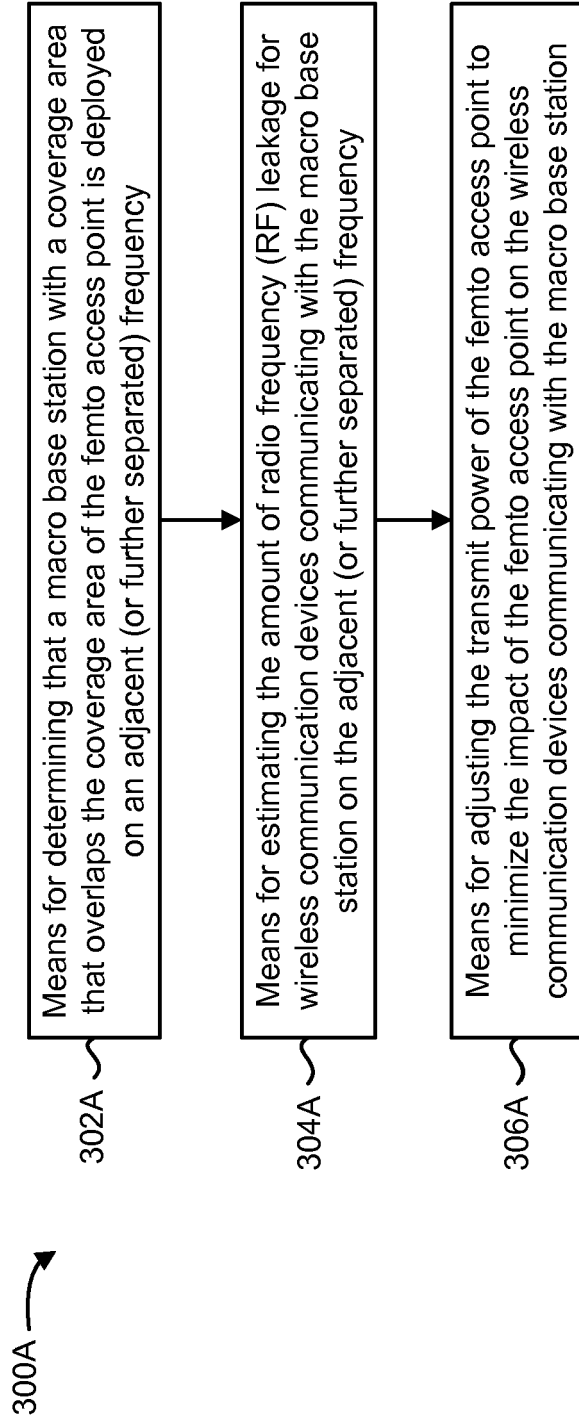 300A
302A
Means for determining that a macro base station with a coverage area
that overlaps the coverage area of the femto access point is deployed
on an adjacent (or further separated) frequency
304A
Means for estimating the amount of radio frequency (RF) leakage for
wireless communication devices communicating with the macro base
station on the adjacent (or further separated) frequency
306A
Means for adjusting the transmit power of the femto access point to
minimize the impact of the femto access point on the wireless
communication devices communicating with the macro base station